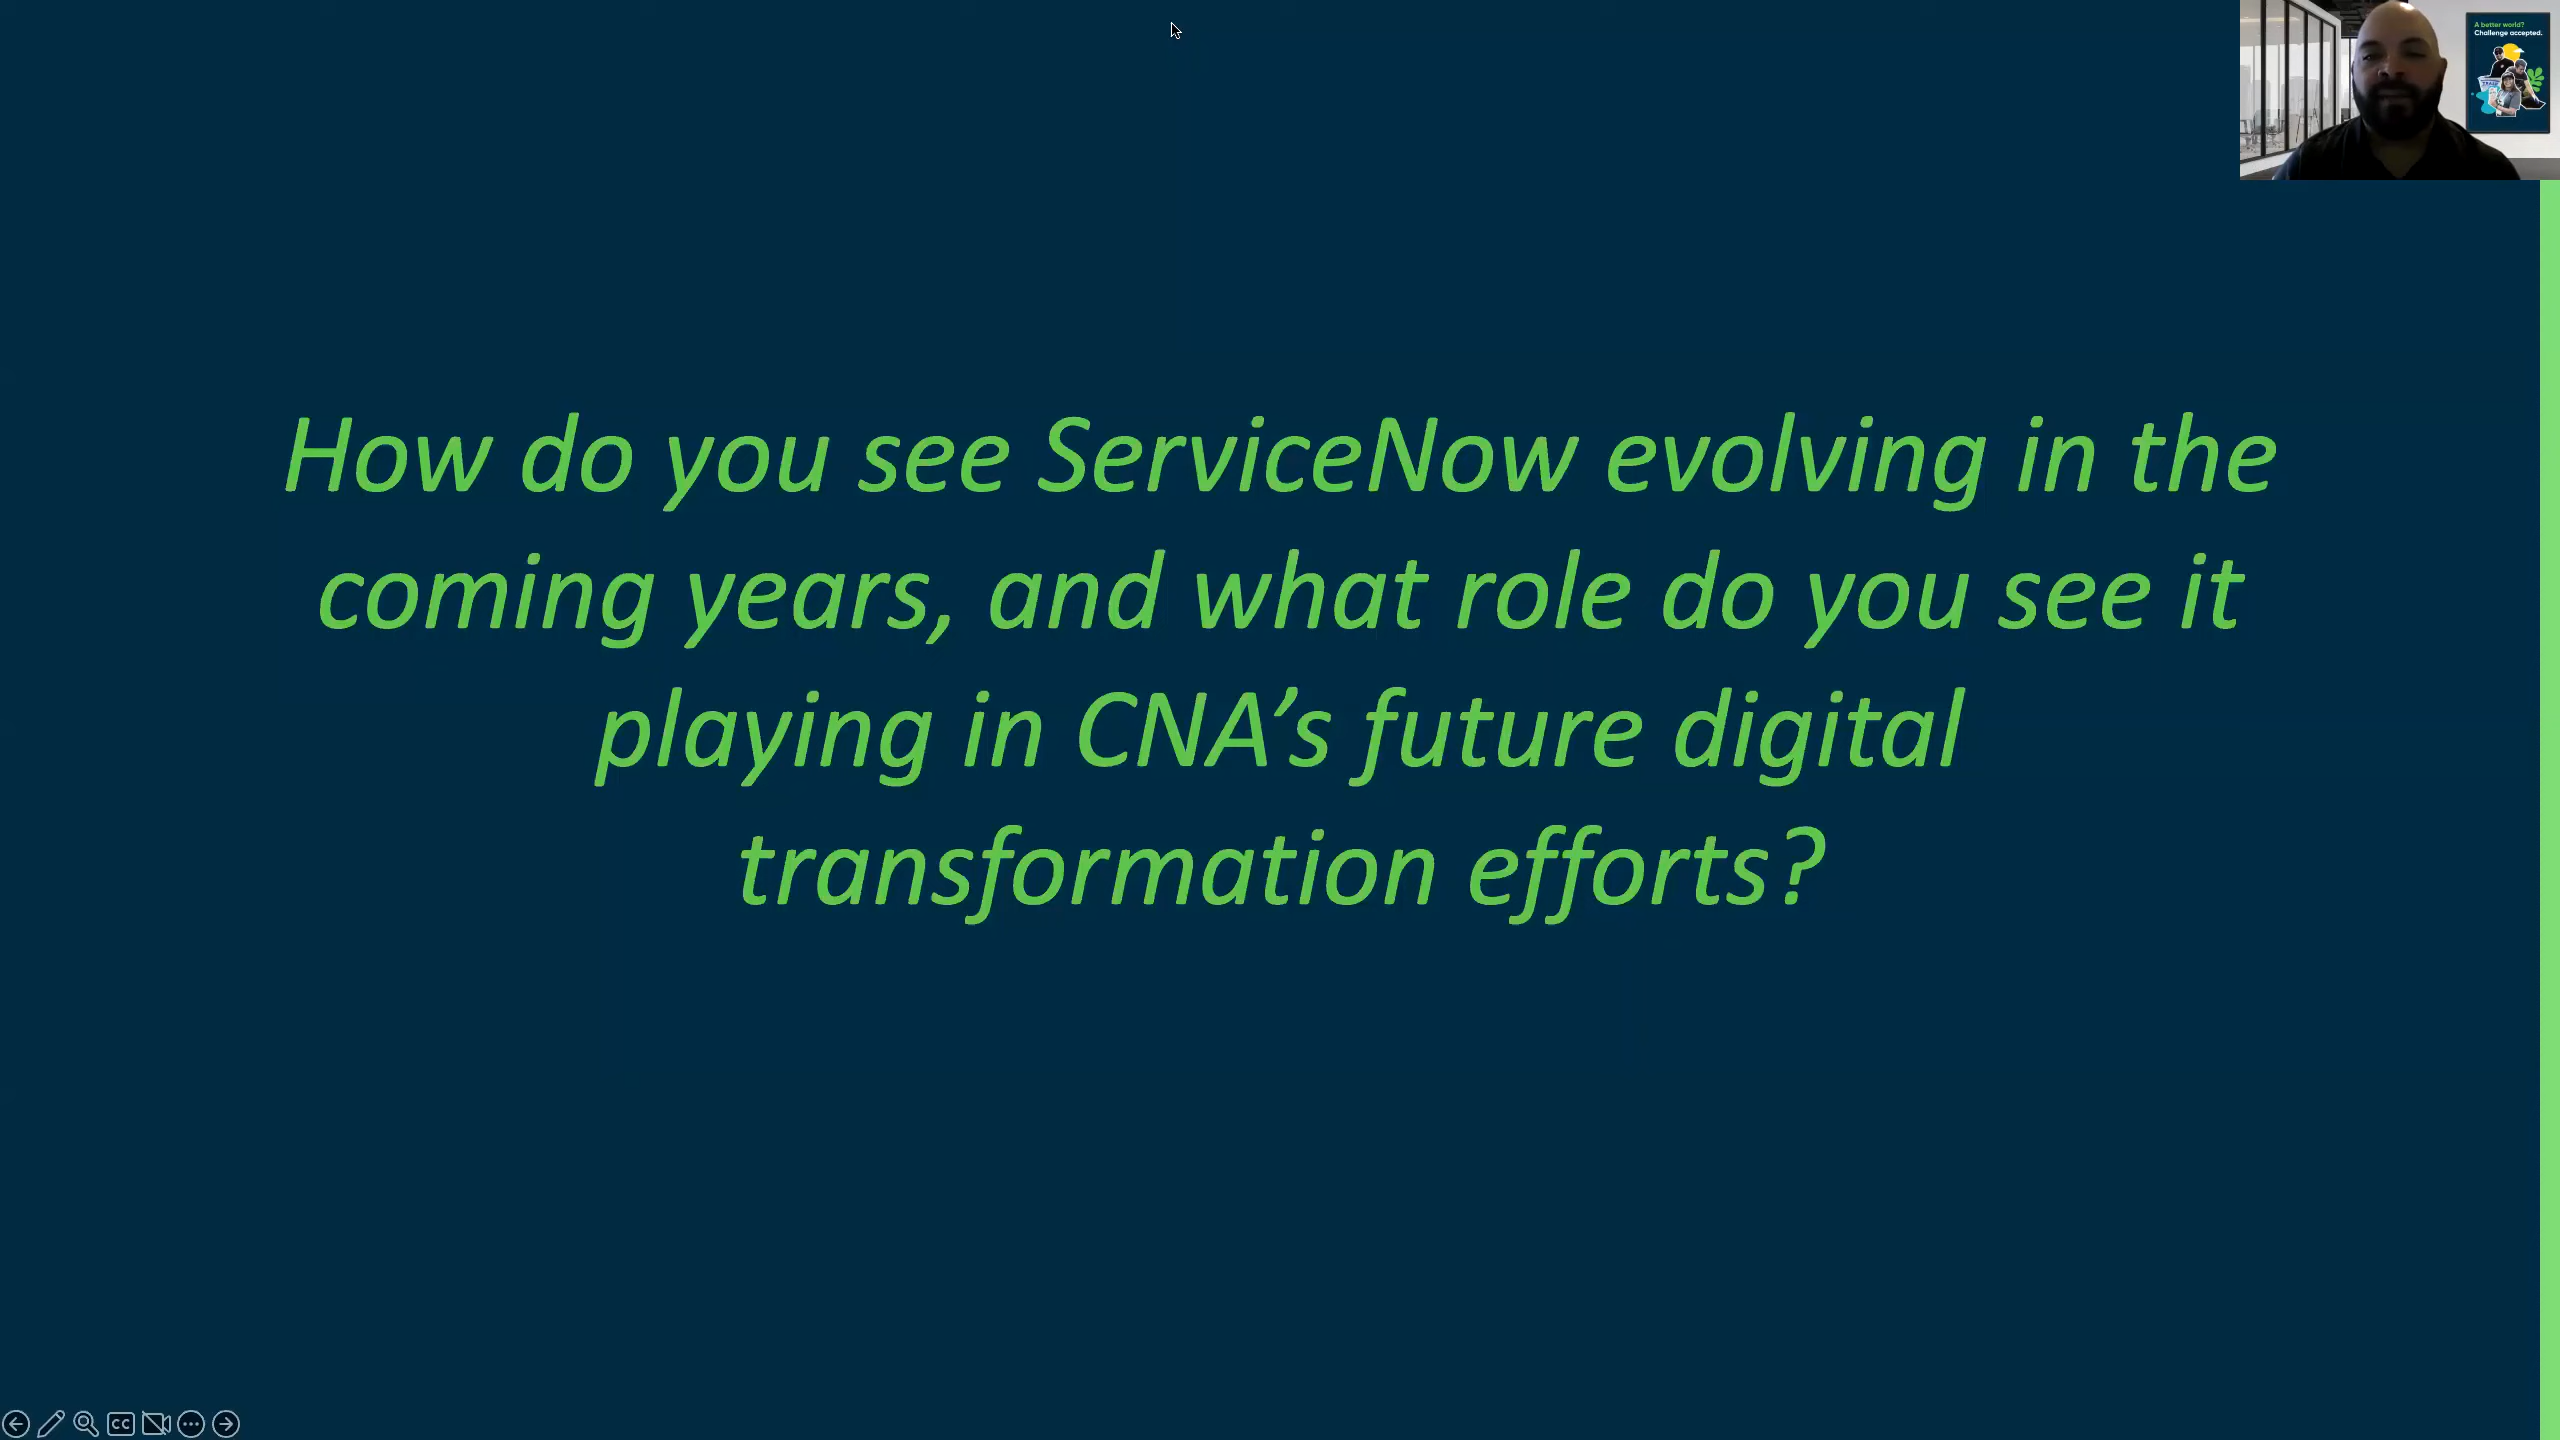 A better world?
Challenge accepted.
How do you see ServiceNow evolving in the
coming years, and what role do you see it
playing in CNA’s future digital
transformation efforts?
CC